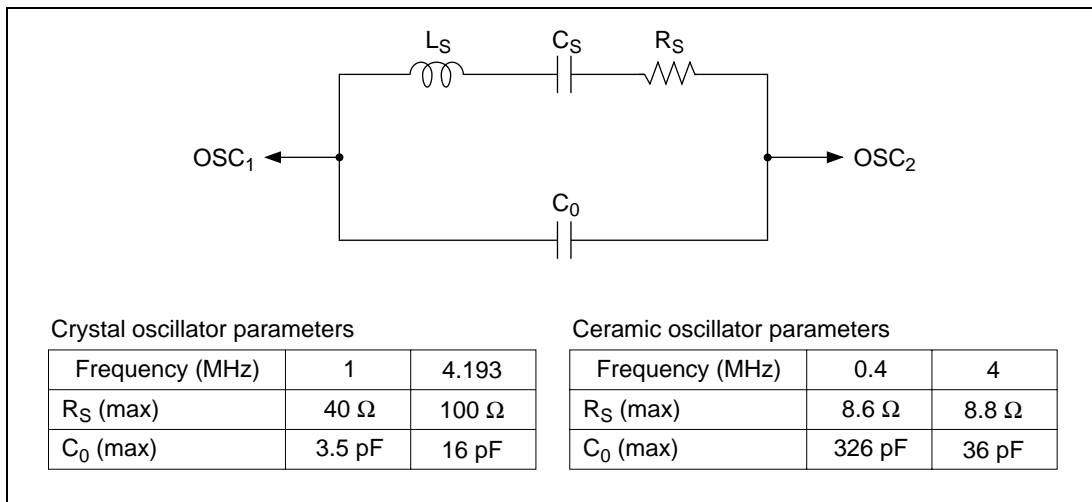 L_S C_S R_S
OSC_1 OSC_2
C_0
Crystal oscillator parameters
Frequency (MHz) 1 4.193
R_S (max) 40 Ω 100 Ω
C_0 (max) 3.5 pF 16 pF
Ceramic oscillator parameters
Frequency (MHz) 0.4 4
R_S (max) 8.6 Ω 8.8 Ω
C_0 (max) 326 pF 36 pF